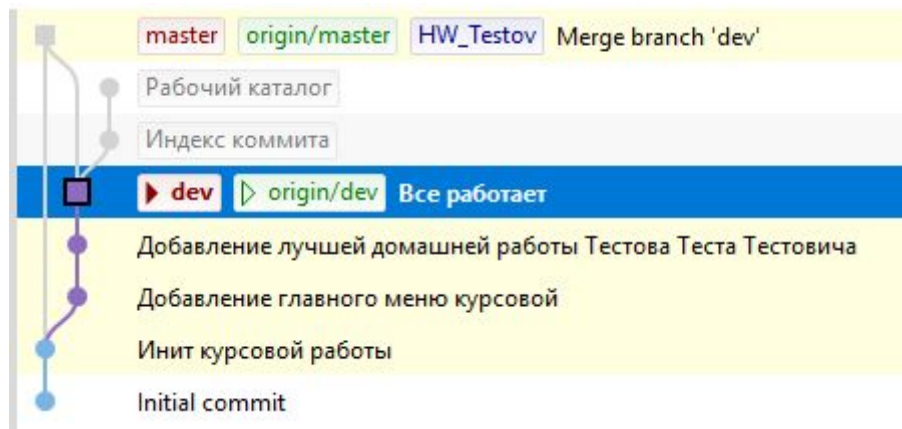 master origin/master HW_Testov Merge branch 'dev'
Рабочий каталог
Индекс коммита
dev origin/dev Все работает
Добавление лучшей домашней работы Тестова Теста Тестовича
Добавление главного меню курсовой
Инит курсовой работы
Initial commit